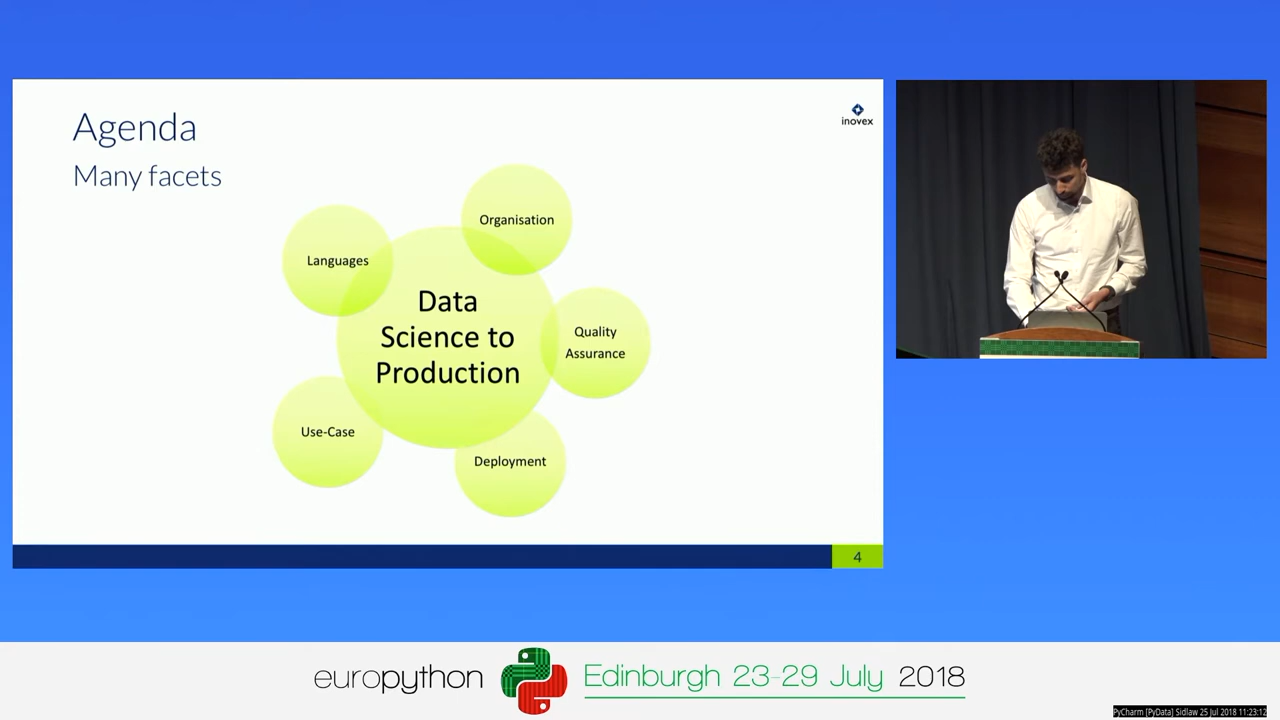 Agenda
Many facets
inovex
Organisation
Languages
Data
Science to
Production
Quality
Assurance
Use-Case
Deployment
4
europython
Edinburgh 23-29 July 2018
PyCharm [PyData] Sidlaw 25 Jul 2018 11:23:12